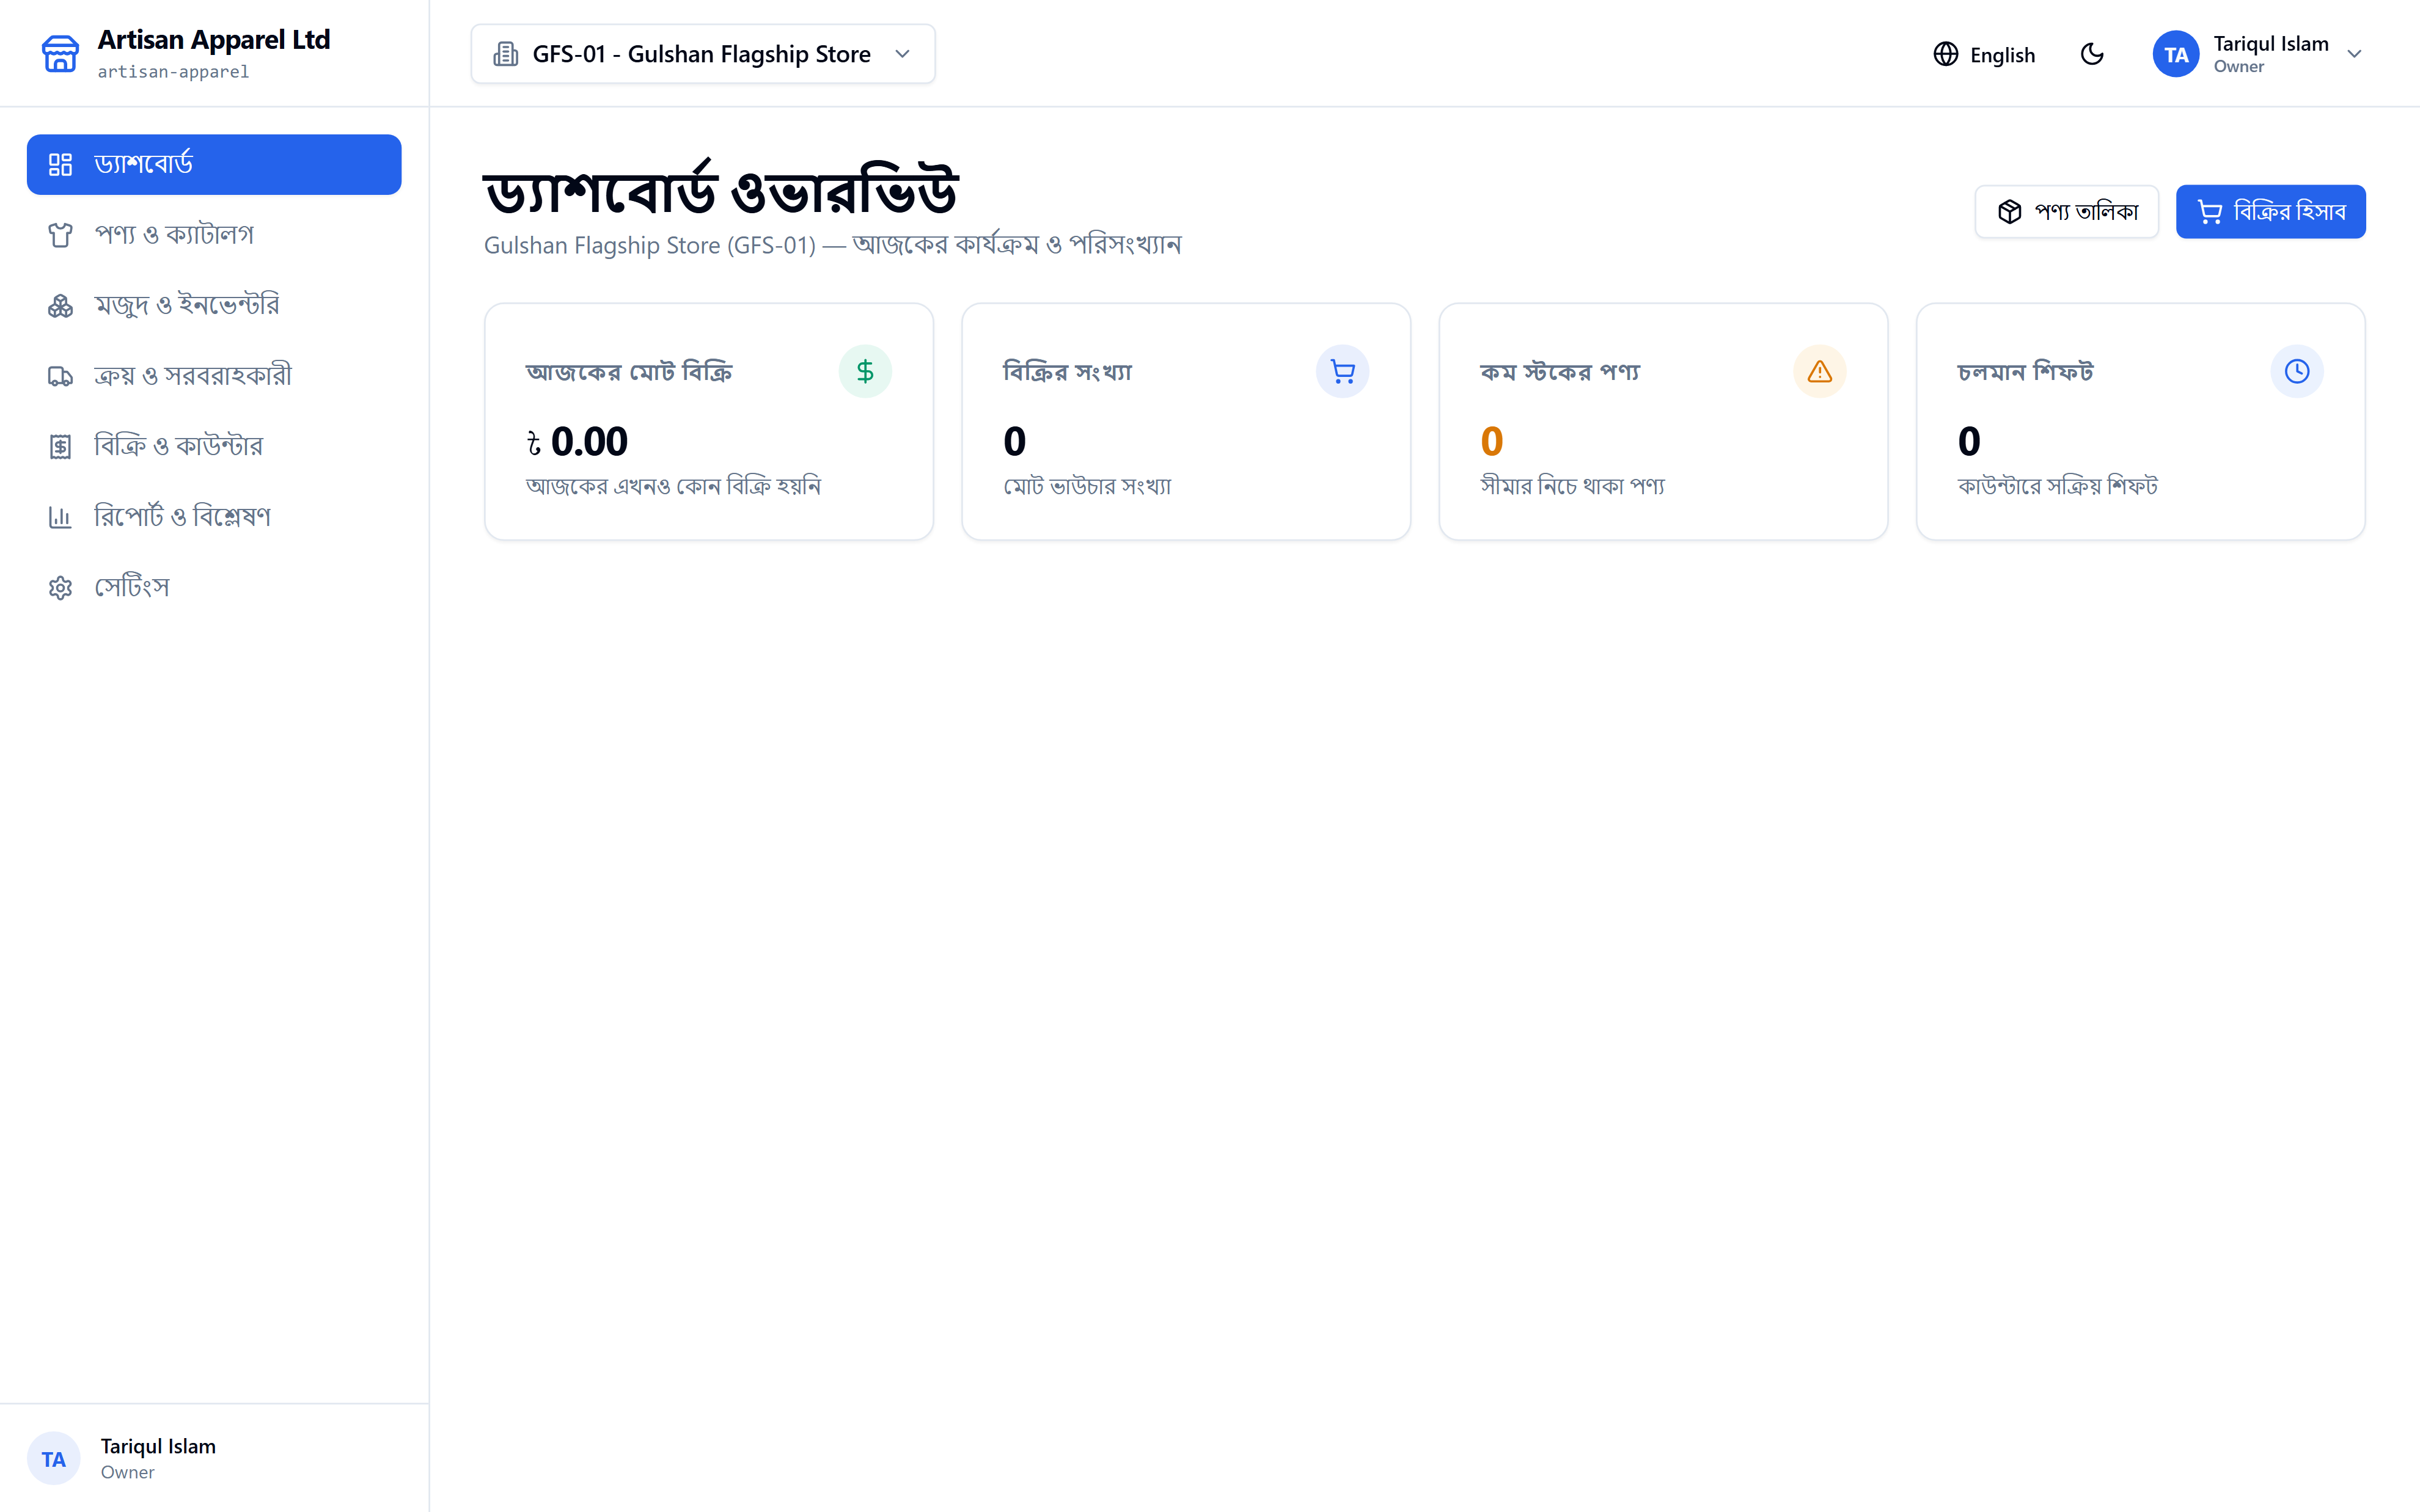 Artisan Apparel Ltd
artisan-apparel
GFS-01 - Gulshan Flagship Store
English
TA
Tariqul Islam
Owner
ড্যাশবোর্ড
পণ্য ও ক্যাটালগ
মজুদ ও ইনভেন্টরি
ক্রয় ও সরবরাহকারী
বিক্রি ও কাউন্টার
রিপোর্ট ও বিশ্লেষণ
সেটিংস
ড্যাশবোর্ড ওভারভিউ
Gulshan Flagship Store (GFS-01) — আজকের কার্যক্রম ও পরিসংখ্যান
পণ্য তালিকা
বিক্রির হিসাব
আজকের মোট বিক্রি
৳ 0.00
আজকের এখনও কোন বিক্রি হয়নি
বিক্রির সংখ্যা
0
মোট ভাউচার সংখ্যা
কম স্টকের পণ্য
0
সীমার নিচে থাকা পণ্য
চলমান শিফট
0
কাউন্টারে সক্রিয় শিফট
TA
Tariqul Islam
Owner